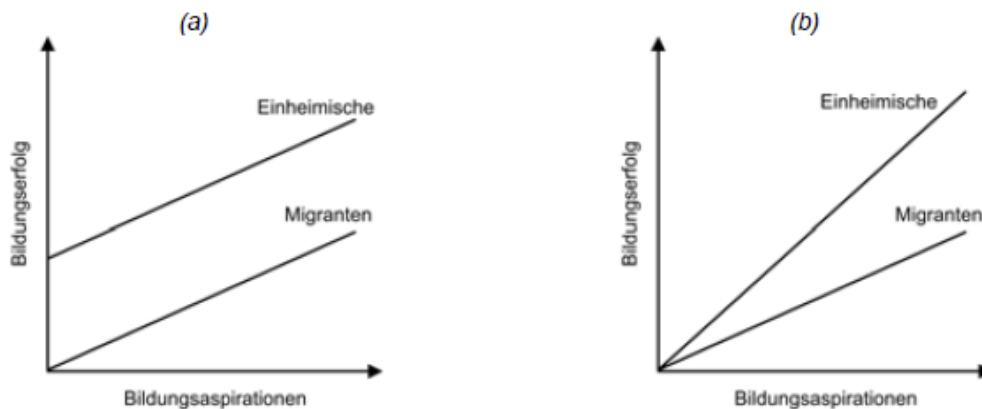 (a)
Einheimische
Migranten
Bildungserfolg
Bildungsaspirationen
(b)
Einheimische
Migranten
Bildungserfolg
Bildungsaspirationen